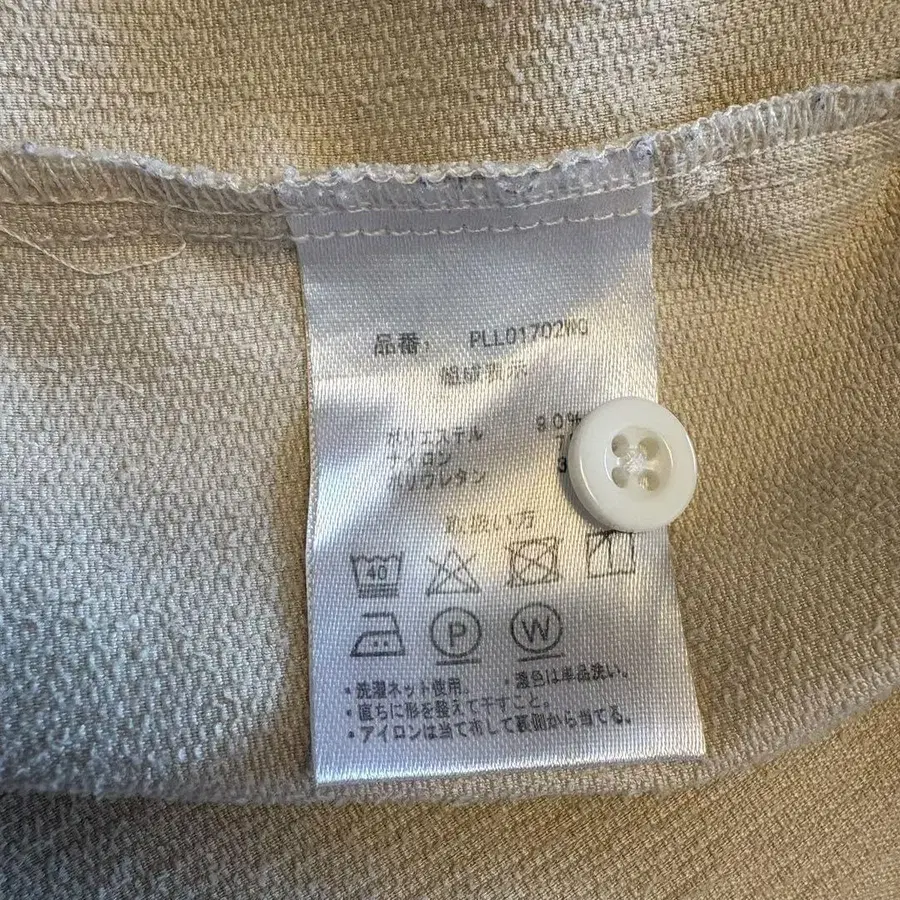 品番: PLL01702WG
組成表示
ポリエステル 90%
ナイロン 7
ポリウレタン 3
取扱い方
40
P W
・洗濯ネット使用。 ・濃色は単品洗い。
・直ちに形を整えて干すこと。
・アイロンは当て布して裏側から当てる。